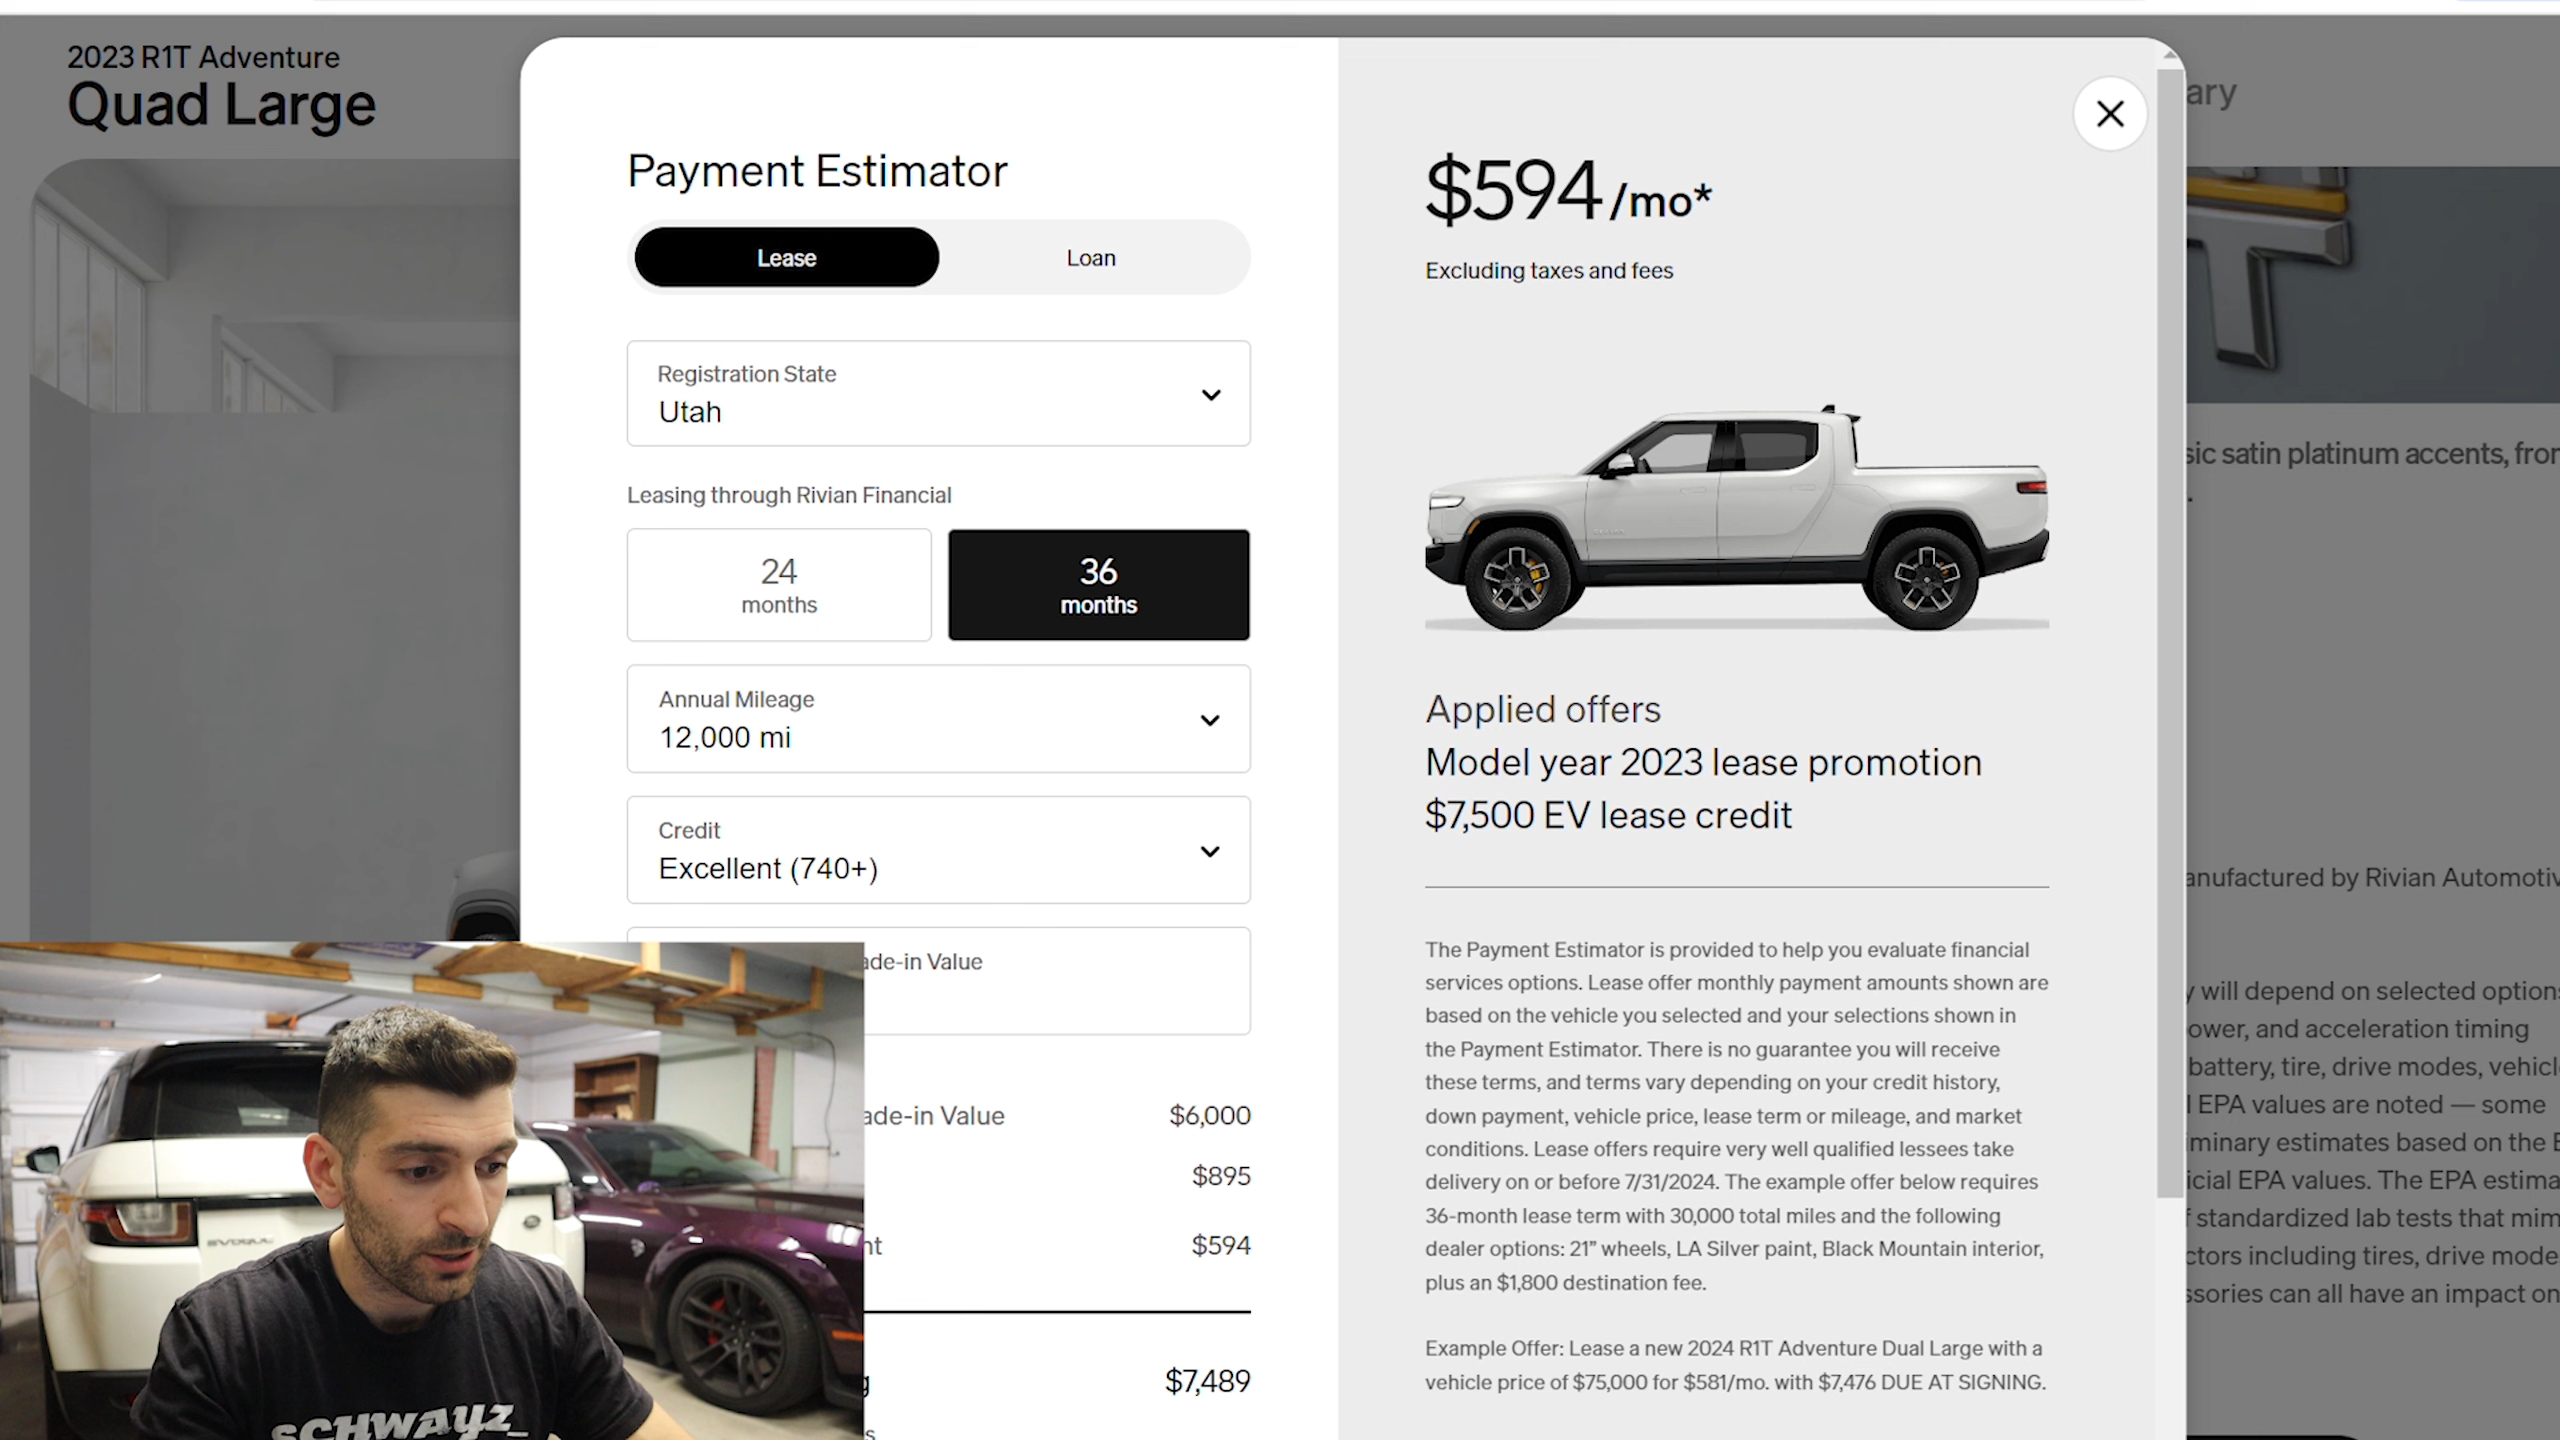 2023 R1T Adventure
Quad Large
ary
Payment Estimator
Lease
Loan
Registration State
Utah
Leasing through Rivian Financial
24
months
36
months
Annual Mileage
12,000 mi
Credit
Excellent (740+)
ade-in Value
ade-in Value
$6,000
$895
nt
$594
g
$7,489
s
$594/mo*
Excluding taxes and fees
Applied offers
Model year 2023 lease promotion
$7,500 EV lease credit
The Payment Estimator is provided to help you evaluate financial
services options. Lease offer monthly payment amounts shown are
based on the vehicle you selected and your selections shown in
the Payment Estimator. There is no guarantee you will receive
these terms, and terms vary depending on your credit history,
down payment, vehicle price, lease term or mileage, and market
conditions. Lease offers require very well qualified lessees take
delivery on or before 7/31/2024. The example offer below requires
36-month lease term with 30,000 total miles and the following
dealer options: 21” wheels, LA Silver paint, Black Mountain interior,
plus an $1,800 destination fee.
Example Offer: Lease a new 2024 R1T Adventure Dual Large with a
vehicle price of $75,000 for $581/mo. with $7,476 DUE AT SIGNING.
T
sic satin platinum accents, fror
.
anufactured by Rivian Automotiv
y will depend on selected option
ower, and acceleration timing
battery, tire, drive modes, vehicl
l EPA values are noted — some
iminary estimates based on the E
icial EPA values. The EPA estima
f standardized lab tests that mim
ctors including tires, drive mode
ssories can all have an impact on
EVOQUE
SCHWAYZ_